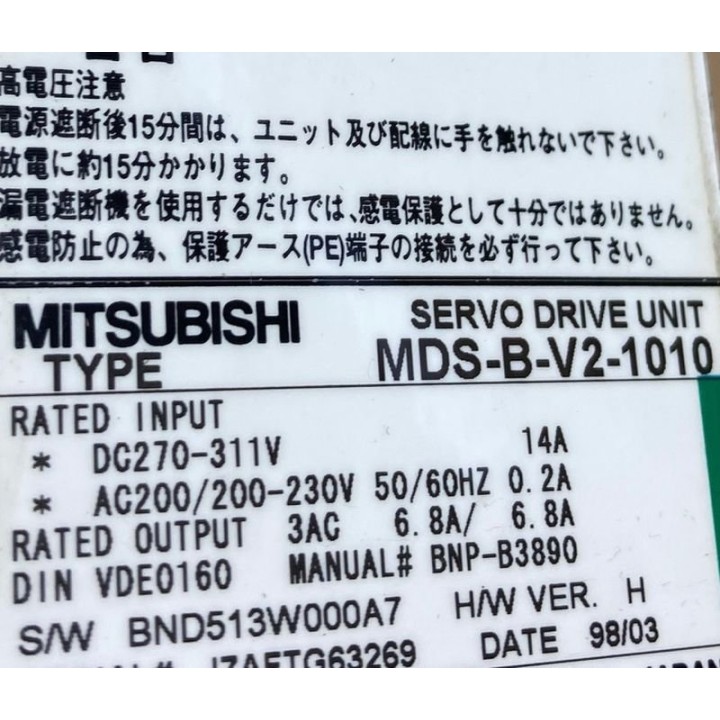 高電圧注意
電源遮断後15分間は、ユニット及び配線に手を触れないで下さい。
放電に約15分かかります。
漏電遮断機を使用するだけでは、感電保護として十分ではありません。
感電防止の為、保護アース(PE)端子の接続を必ず行って下さい。
MITSUBISHI SERVO DRIVE UNIT
TYPE MDS-B-V2-1010
RATED INPUT
* DC270-311V 14A
* AC200/200-230V 50/60HZ 0.2A
RATED OUTPUT 3AC 6.8A/ 6.8A
DIN VDE0160 MANUAL# BNP-B3890
S/W BND513W000A7 H/W VER. H
DATE 98/03